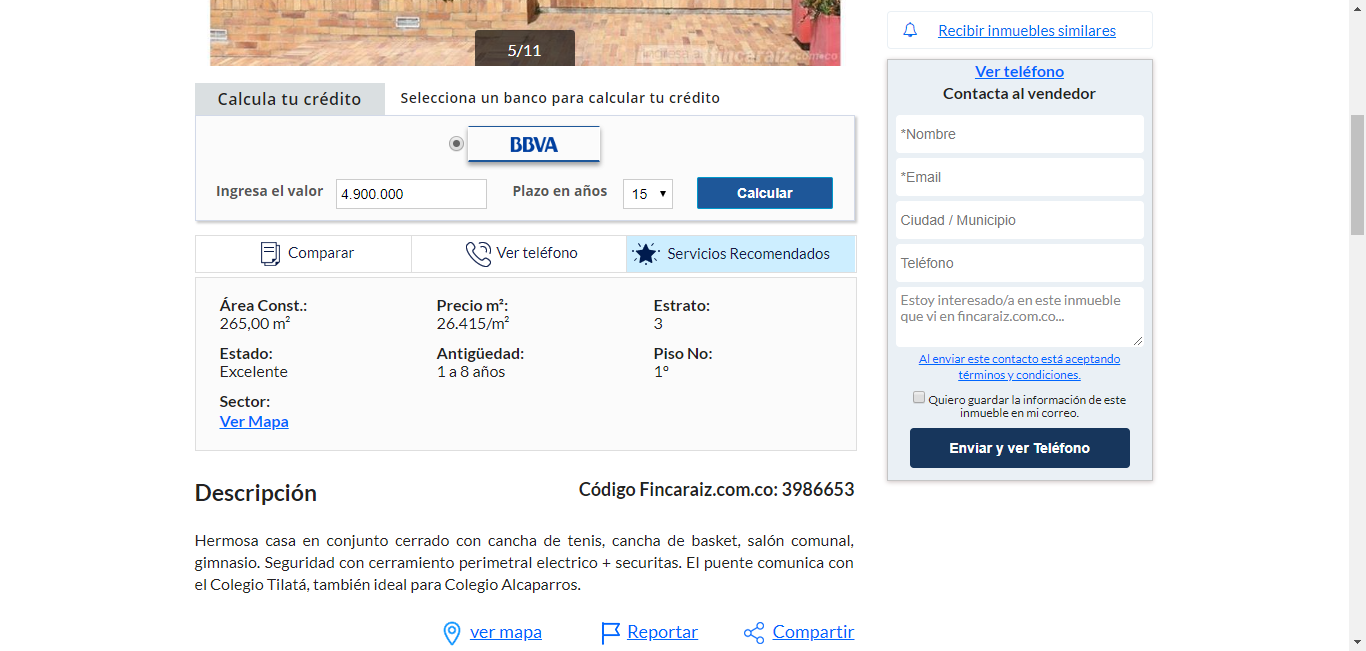 5/11
fincaraiz.com.co
Recibir inmuebles similares
Ver teléfono
Contacta al vendedor
*Nombre
*Email
Ciudad / Municipio
Teléfono
Estoy interesado/a en este inmueble
que vi en fincaraiz.com.co...
Al enviar este contacto está aceptando
términos y condiciones.
Quiero guardar la información de este
inmueble en mi correo.
Enviar y ver Teléfono
Calcula tu crédito
Selecciona un banco para calcular tu crédito
BBVA
Ingresa el valor 4.900.000 Plazo en años 15 Calcular
Comparar Ver teléfono Servicios Recomendados
Área Const.: Precio m²: Estrato:
265,00 m² 26.415/m² 3
Estado: Antigüedad: Piso No:
Excelente 1 a 8 años 1º
Sector:
Ver Mapa
Descripción Código Fincaraiz.com.co: 3986653
Hermosa casa en conjunto cerrado con cancha de tenis, cancha de basket, salón comunal,
gimnasio. Seguridad con cerramiento perimetral electrico + securitas. El puente comunica con
el Colegio Tilatá, también ideal para Colegio Alcaparros.
ver mapa Reportar Compartir